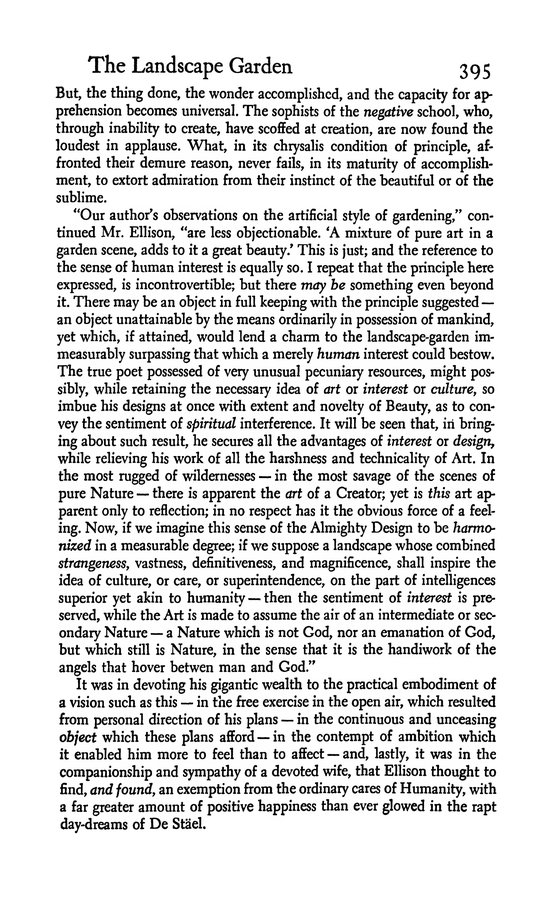 The Landscape Garden 395
But, the thing done, the wonder accomplished, and the capacity for ap-
prehension becomes universal. The sophists of the negative school, who,
through inability to create, have scoffed at creation, are now found the
loudest in applause. What, in its chrysalis condition of principle, af-
fronted their demure reason, never fails, in its maturity of accomplish-
ment, to extort admiration from their instinct of the beautiful or of the
sublime.
"Our author's observations on the artificial style of gardening," con-
tinued Mr. Ellison, "are less objectionable. 'A mixture of pure art in a
garden scene, adds to it a great beauty.' This is just; and the reference to
the sense of human interest is equally so. I repeat that the principle here
expressed, is incontrovertible; but there may be something even beyond
it. There may be an object in full keeping with the principle suggested —
an object unattainable by the means ordinarily in possession of mankind,
yet which, if attained, would lend a charm to the landscape-garden im-
measurably surpassing that which a merely human interest could bestow.
The true poet possessed of very unusual pecuniary resources, might pos-
sibly, while retaining the necessary idea of art or interest or culture, so
imbue his designs at once with extent and novelty of Beauty, as to con-
vey the sentiment of spiritual interference. It will be seen that, in bring-
ing about such result, he secures all the advantages of interest or design,
while relieving his work of all the harshness and technicality of Art. In
the most rugged of wildernesses — in the most savage of the scenes of
pure Nature — there is apparent the art of a Creator; yet is this art ap-
parent only to reflection; in no respect has it the obvious force of a feel-
ing. Now, if we imagine this sense of the Almighty Design to be harmo-
nized in a measurable degree; if we suppose a landscape whose combined
strangeness, vastness, definitiveness, and magnificence, shall inspire the
idea of culture, or care, or superintendence, on the part of intelligences
superior yet akin to humanity — then the sentiment of interest is pre-
served, while the Art is made to assume the air of an intermediate or sec-
ondary Nature — a Nature which is not God, nor an emanation of God,
but which still is Nature, in the sense that it is the handiwork of the
angels that hover betwen man and God."
It was in devoting his gigantic wealth to the practical embodiment of
a vision such as this — in the free exercise in the open air, which resulted
from personal direction of his plans — in the continuous and unceasing
object which these plans afford — in the contempt of ambition which
it enabled him more to feel than to affect — and, lastly, it was in the
companionship and sympathy of a devoted wife, that Ellison thought to
find, and found, an exemption from the ordinary cares of Humanity, with
a far greater amount of positive happiness than ever glowed in the rapt
day-dreams of De Stäel.